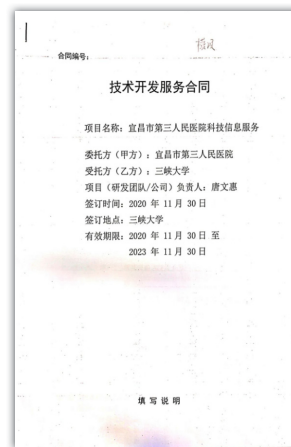 合同编号：
技术开发服务合同
项目名称：宜昌市第三人民医院科技信息服务
委托方（甲方）：宜昌市第三人民医院
受托方（乙方）：三峡大学
项目（研发团队/公司）负责人：唐文惠
签订时间：2020 年 11 月 30 日
签订地点：三峡大学
有效期限：2020 年 11 月 30 日 至
2023 年 11 月 30 日
填 写 说 明